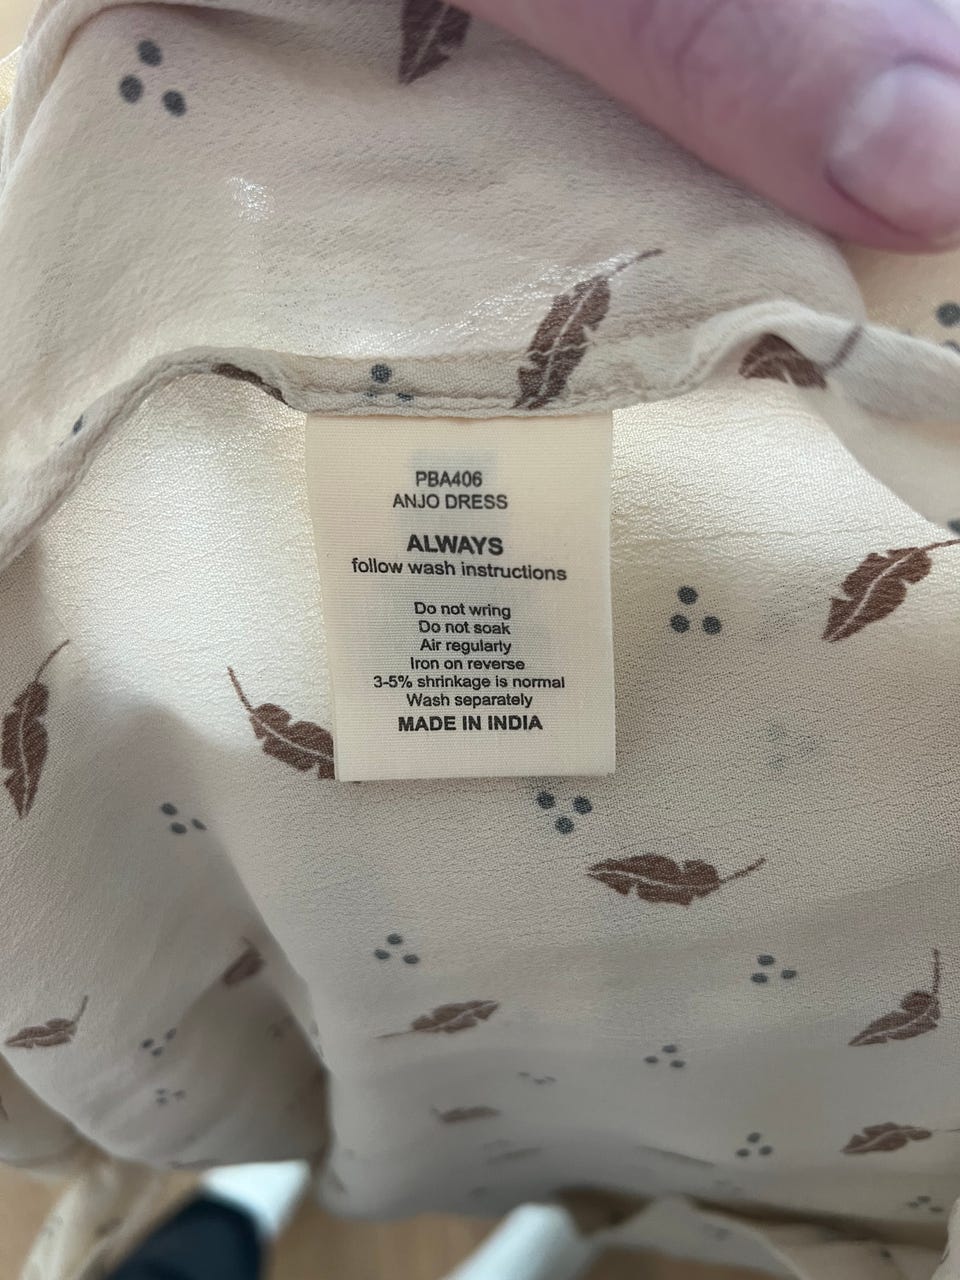 PBA406
ANJO DRESS
ALWAYS
follow wash instructions
Do not wring
Do not soak
Air regularly
Iron on reverse
3-5% shrinkage is normal
Wash separately
MADE IN INDIA